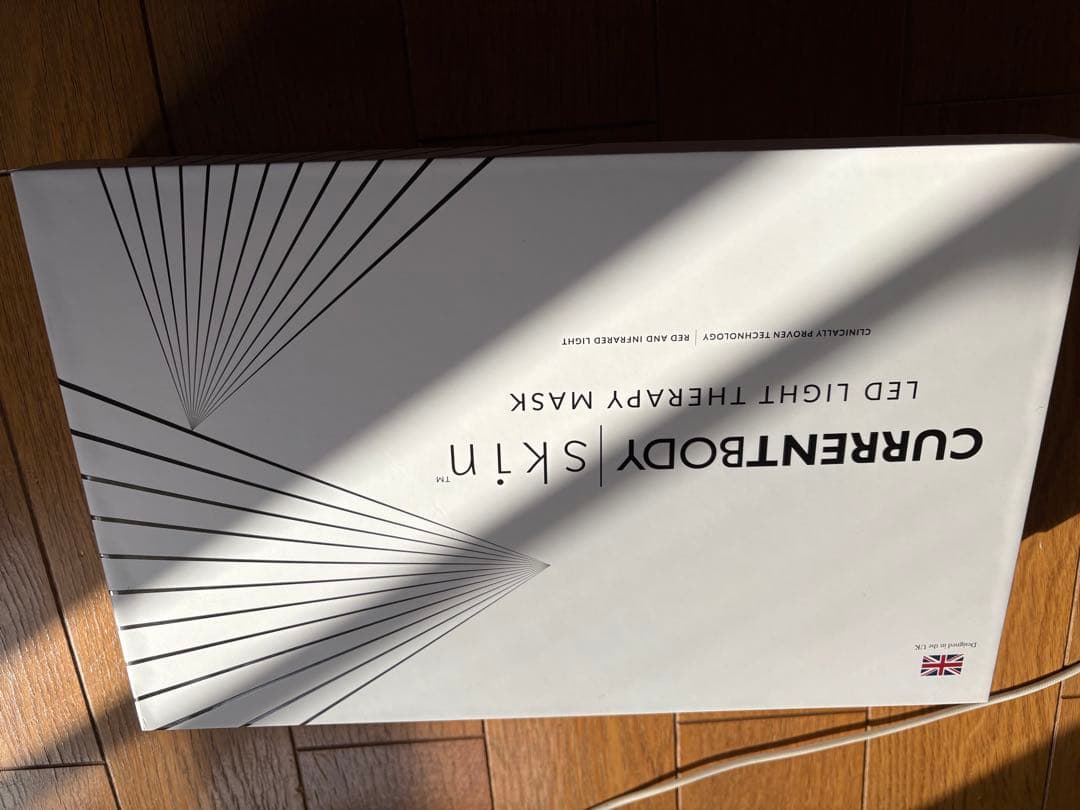 Designed in the UK
CURRENTBODY | skin™
LED LIGHT THERAPY MASK
CLINICALLY PROVEN TECHNOLOGY | RED AND INFRARED LIGHT